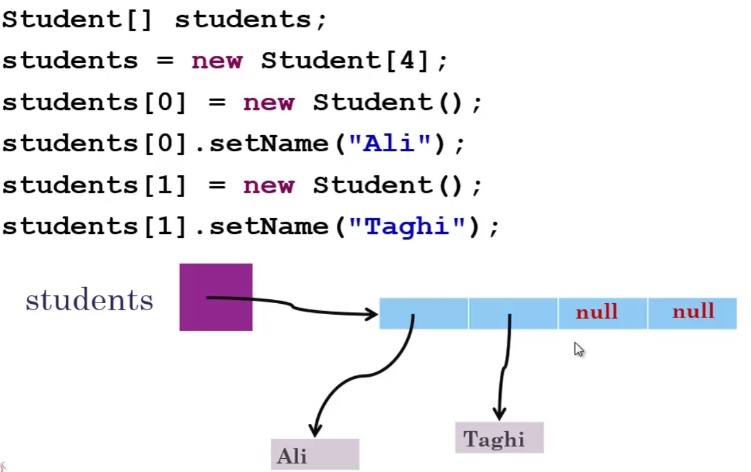 Student[] students;
students = new Student[4];
students[0] = new Student();
students[0].setName("Ali");
students[1] = new Student();
students[1].setName("Taghi");
students
null null
Ali
Taghi